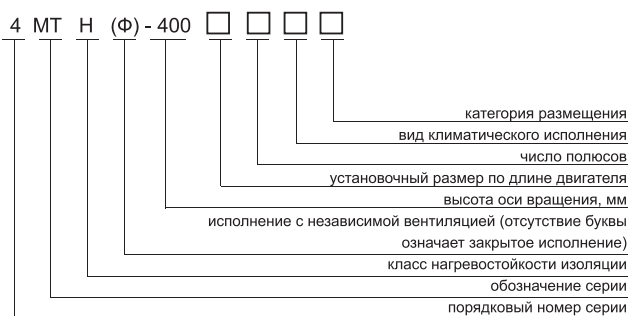 4 МТ Н (Ф) - 400 □ □ □ □
категория размещения
вид климатического исполнения
число полюсов
установочный размер по длине двигателя
высота оси вращения, мм
исполнение с независимой вентиляцией (отсутствие буквы
означает закрытое исполнение)
класс нагревостойкости изоляции
обозначение серии
порядковый номер серии